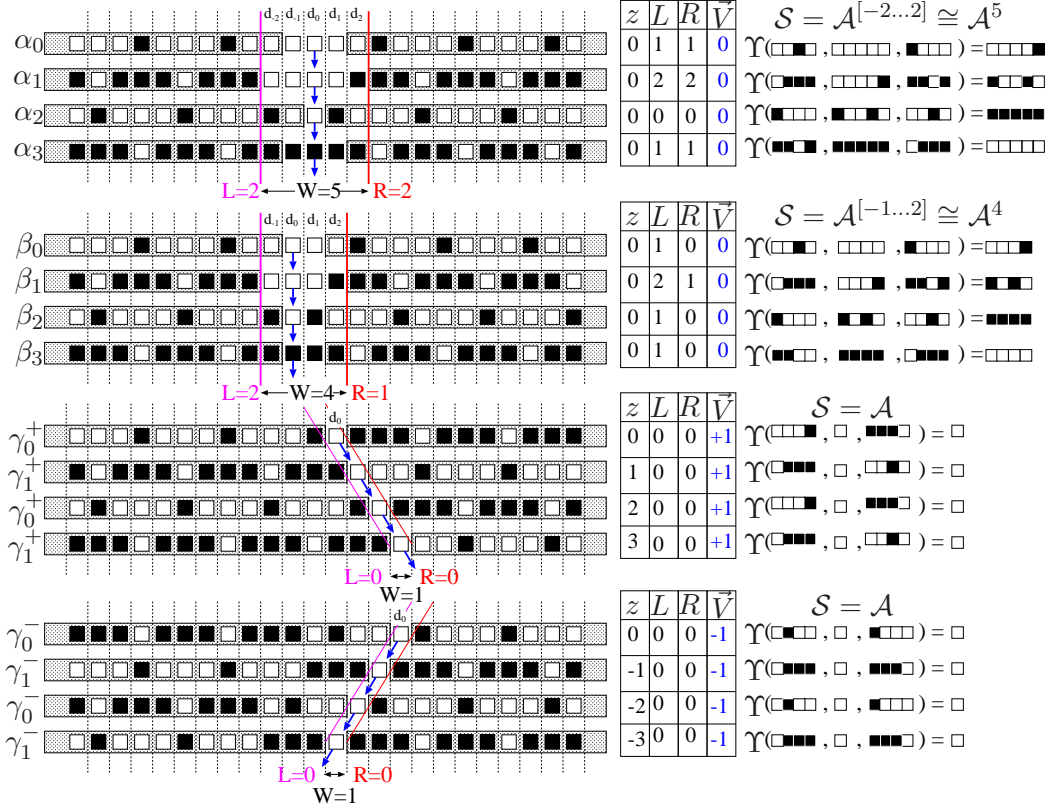 d₋₂ d₋₁ d₀ d₁ d₂
z L R V⃗
S = A^[-2...2] ≅ A^5
α₀ 0 1 1 0 ϒ( , , ) =
α₁ 0 2 2 0 ϒ( , , ) =
α₂ 0 0 0 0 ϒ( , , ) =
α₃ 0 1 1 0 ϒ( , , ) =
L=2 W=5 R=2
d₋₁ d₀ d₁ d₂
z L R V⃗
S = A^[-1...2] ≅ A^4
β₀ 0 1 0 0 ϒ( , , ) =
β₁ 0 2 1 0 ϒ( , , ) =
β₂ 0 1 0 0 ϒ( , , ) =
β₃ 0 1 0 0 ϒ( , , ) =
L=2 W=4 R=1
d₀
z L R V⃗
S = A
γ₀⁺ 0 0 0 +1 ϒ( , , ) =
γ₁⁺ 1 0 0 +1 ϒ( , , ) =
γ₀⁺ 2 0 0 +1 ϒ( , , ) =
γ₁⁺ 3 0 0 +1 ϒ( , , ) =
L=0 W=1 R=0
d₀
z L R V⃗
S = A
γ₀⁻ 0 0 0 -1 ϒ( , , ) =
γ₁⁻ -1 0 0 -1 ϒ( , , ) =
γ₀⁻ -2 0 0 -1 ϒ( , , ) =
γ₁⁻ -3 0 0 -1 ϒ( , , ) =
L=0 W=1 R=0